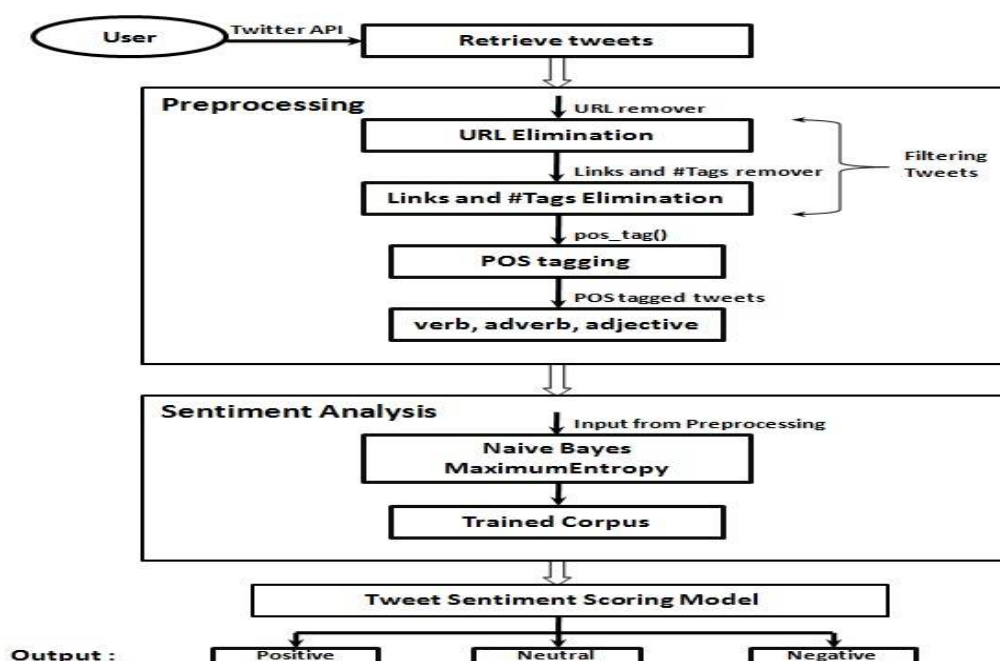 User
Twitter API
Retrieve tweets
Preprocessing
URL remover
URL Elimination
Links and #Tags remover
Filtering
Tweets
Links and #Tags Elimination
pos_tag()
POS tagging
POS tagged tweets
verb, adverb, adjective
Sentiment Analysis
Input from Preprocessing
Naive Bayes
MaximumEntropy
Trained Corpus
Tweet Sentiment Scoring Model
Output :
Positive
Neutral
Negative